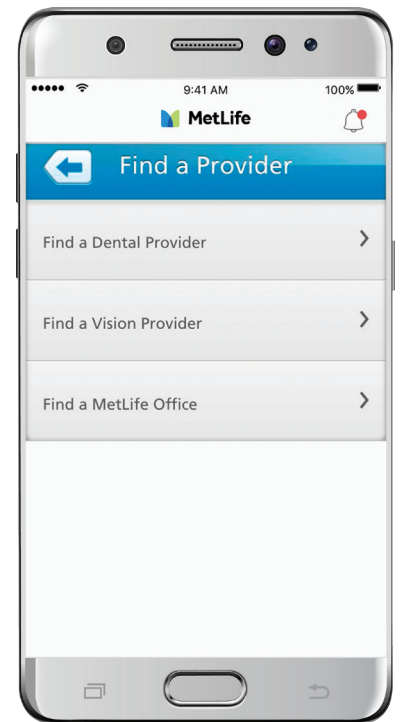 9:41 AM
100%
MetLife
Find a Provider
Find a Dental Provider
Find a Vision Provider
Find a MetLife Office